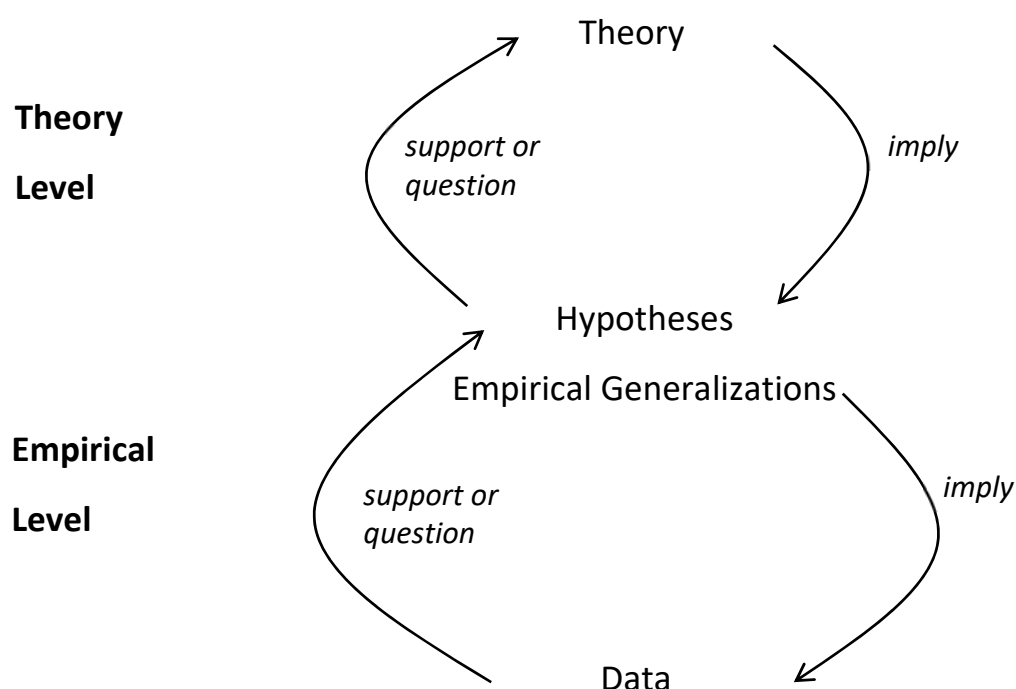 Theory
Theory
Level
support or
question
imply
Hypotheses
Empirical Generalizations
Empirical
Level
support or
question
imply
Data